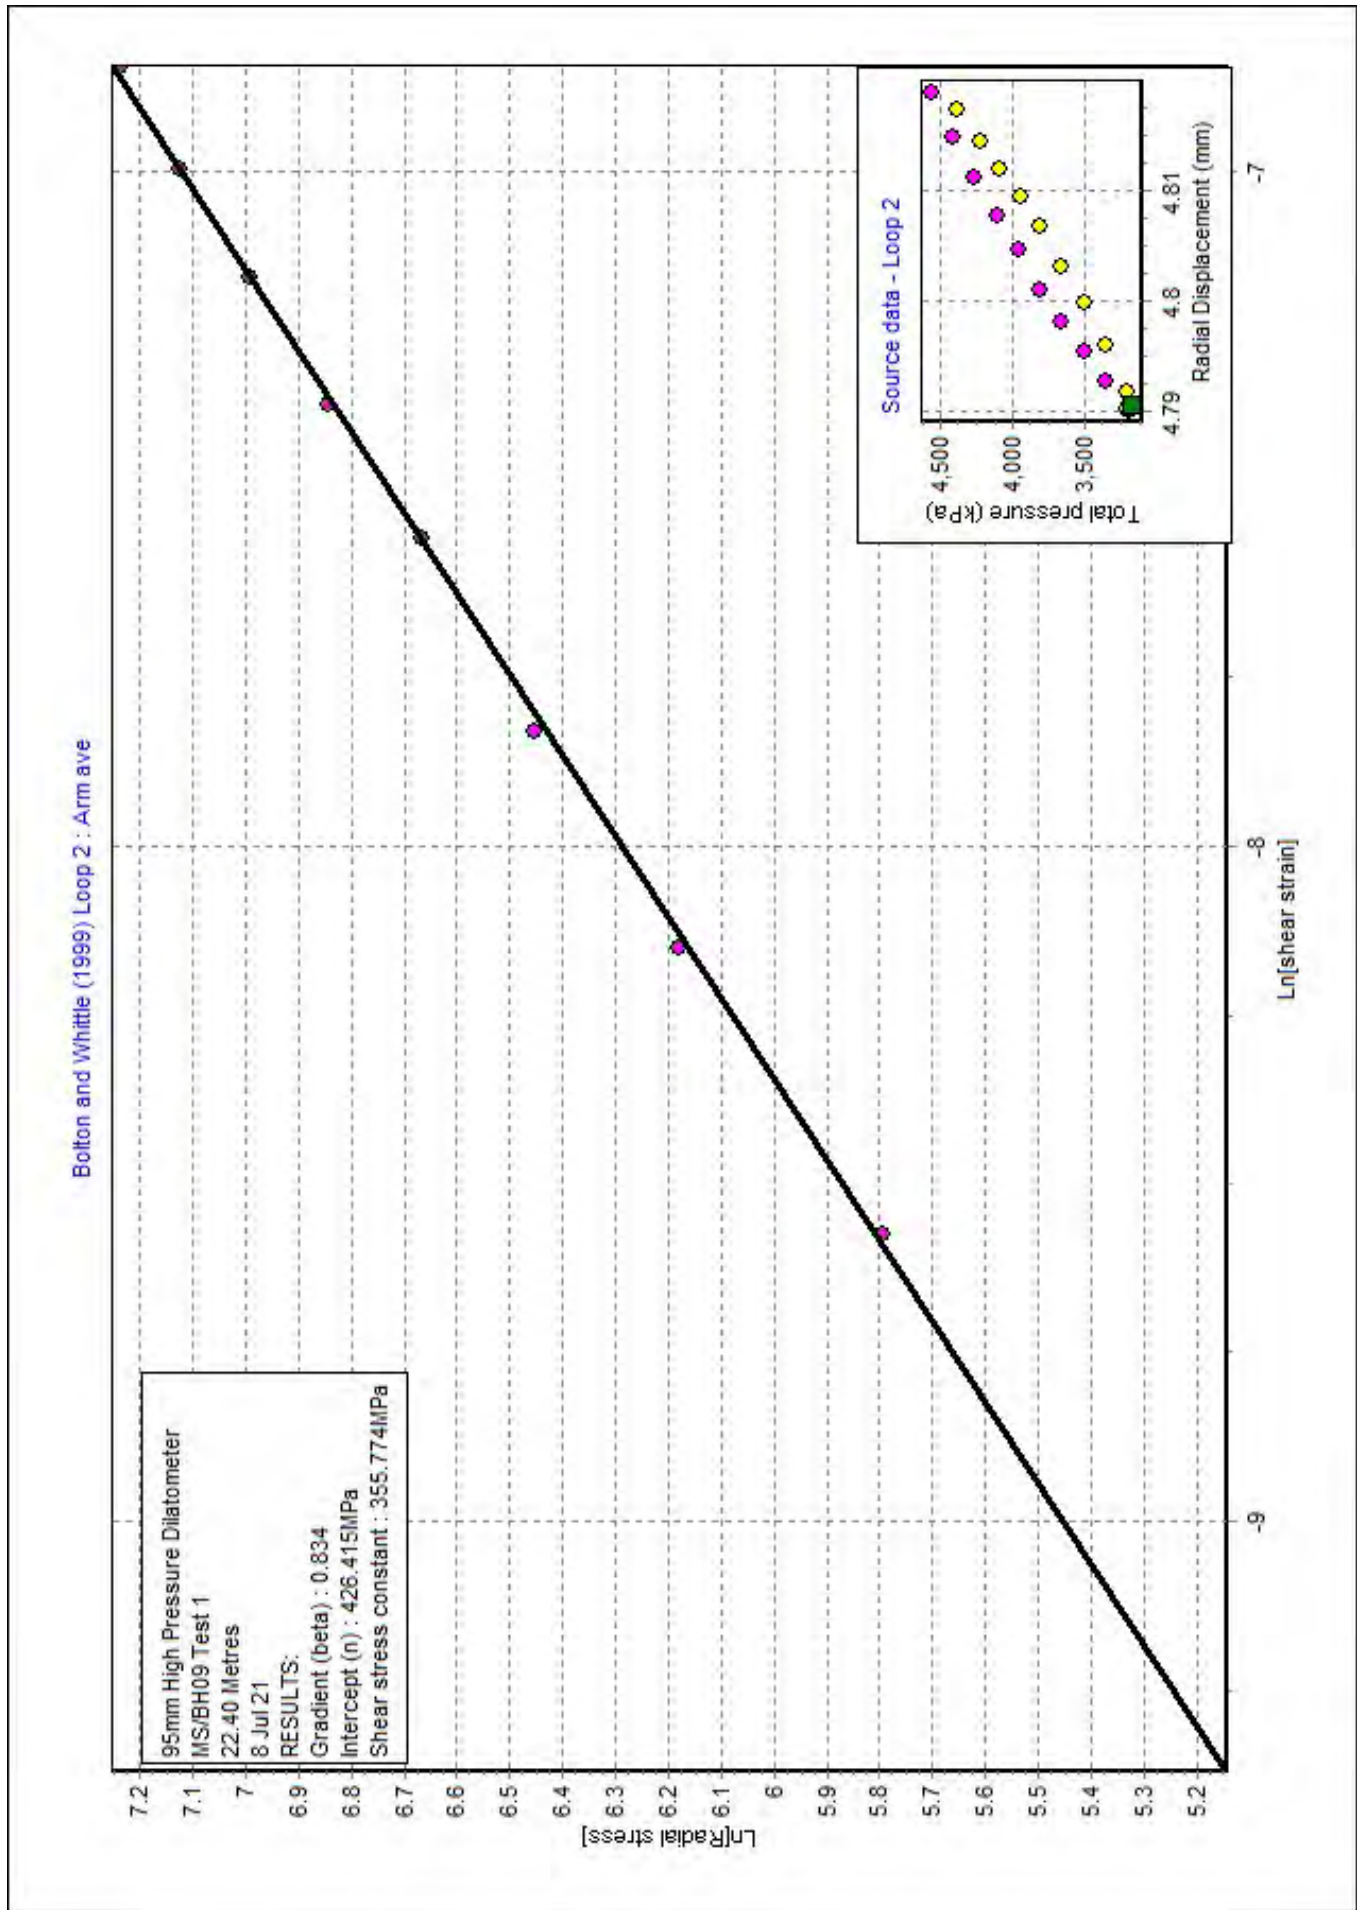 Bolton and Whittle (1999) Loop 2 : Arm ave
95mm High Pressure Dilatometer
MS/BH09 Test 1
22.40 Metres
8 Jul 21
RESULTS:
Gradient (beta) : 0.834
Intercept (n) : 426.415MPa
Shear stress constant : 355.774MPa
Ln[Radial stress]
7.2
7.1
7
6.9
6.8
6.7
6.6
6.5
6.4
6.3
6.2
6.1
6
5.9
5.8
5.7
5.6
5.5
5.4
5.3
5.2
-9
-8
-7
Ln[shear strain]
Source data - Loop 2
Total pressure (kPa)
4,500
4,000
3,500
4.79
4.8
4.81
Radial Displacement (mm)